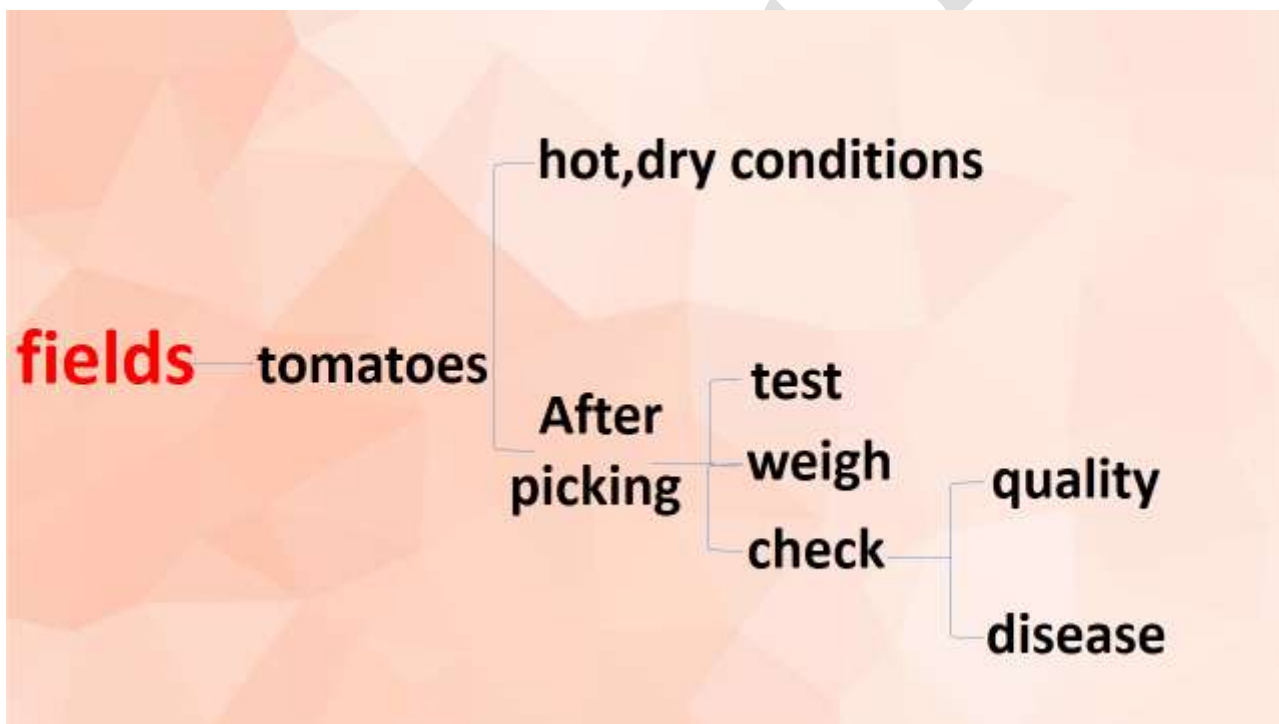 hot,dry conditions
fields
tomatoes
After
picking
test
weigh
check
quality
disease